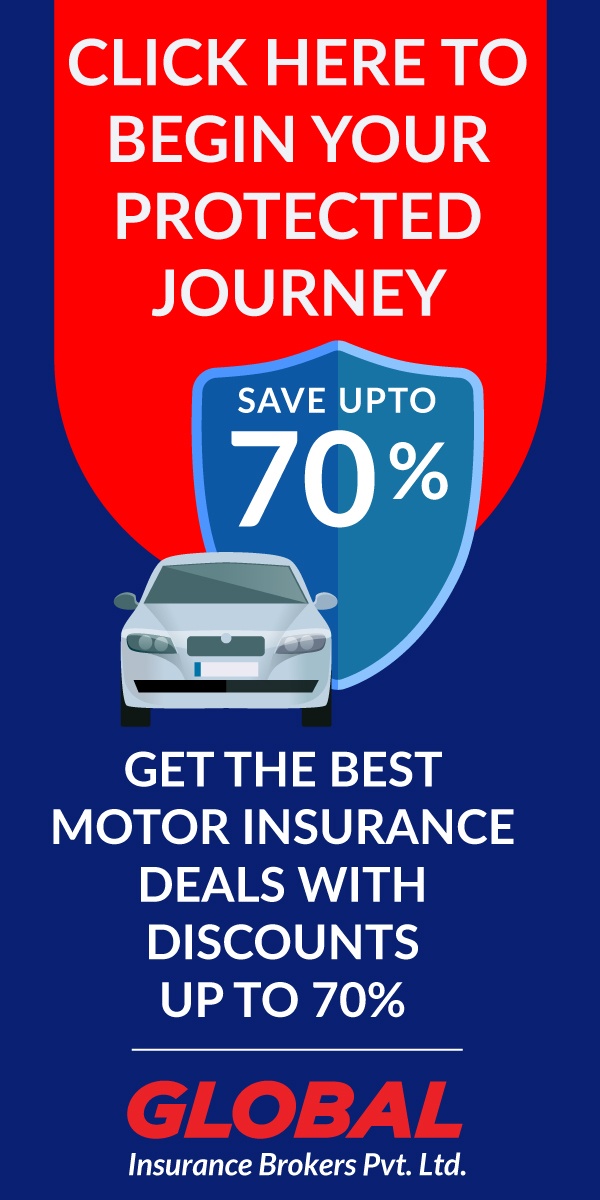 CLICK HERE TO
BEGIN YOUR
PROTECTED
JOURNEY
SAVE UPTO
70%
GET THE BEST
MOTOR INSURANCE
DEALS WITH
DISCOUNTS
UP TO 70%
GLOBAL
Insurance Brokers Pvt. Ltd.